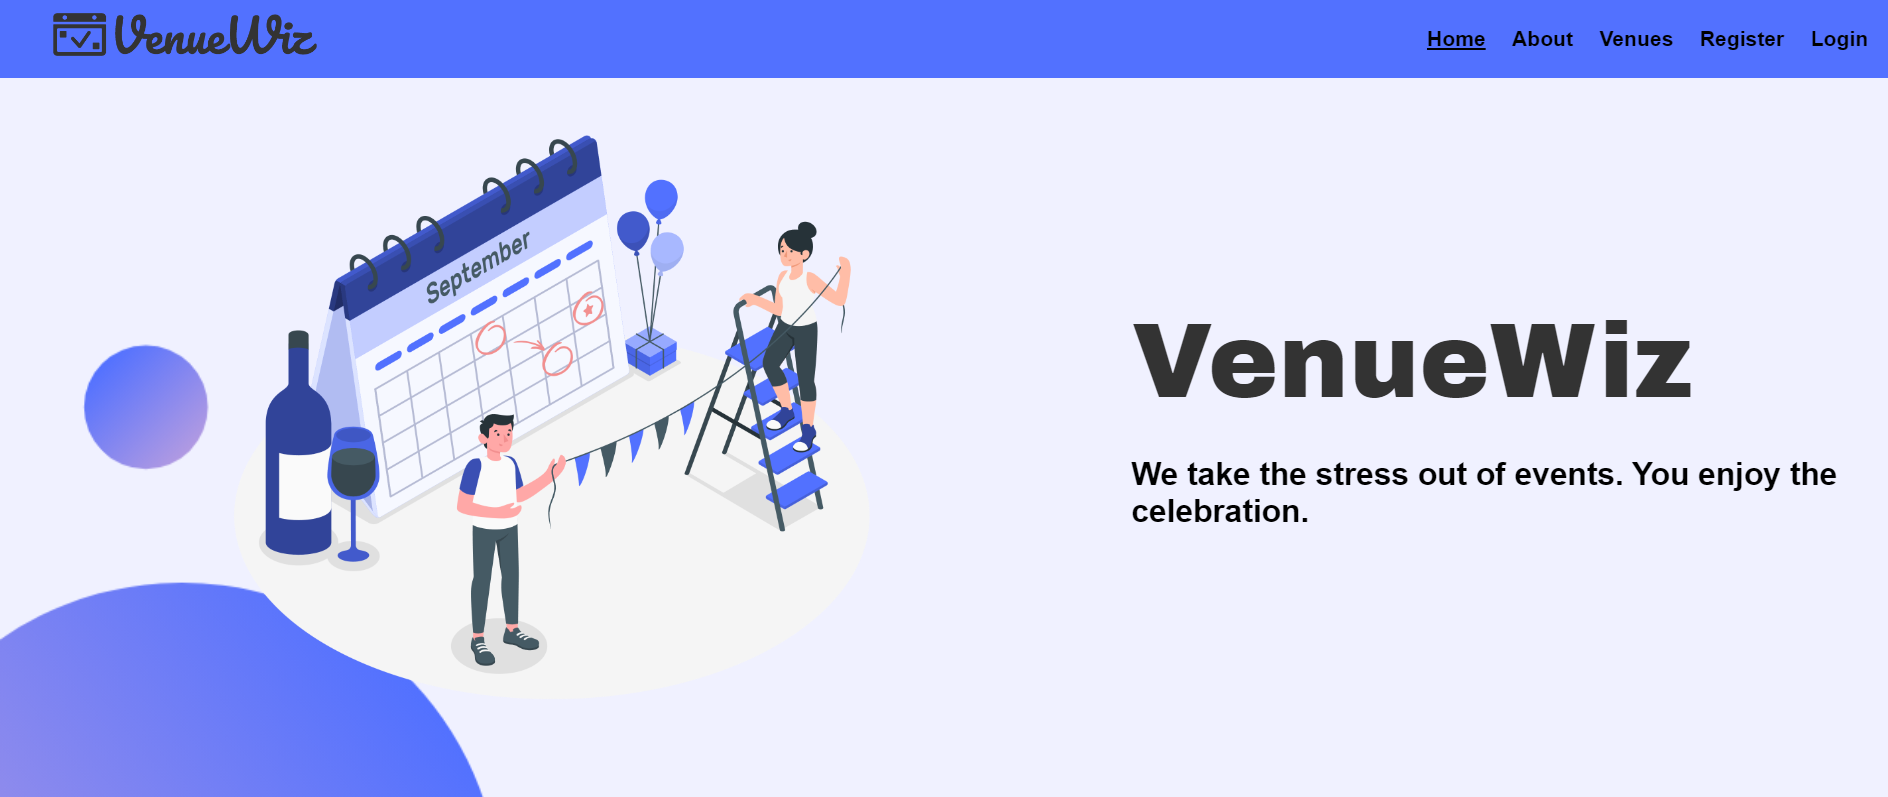 VenueWiz
Home About Venues Register Login
September
VenueWiz
We take the stress out of events. You enjoy the
celebration.